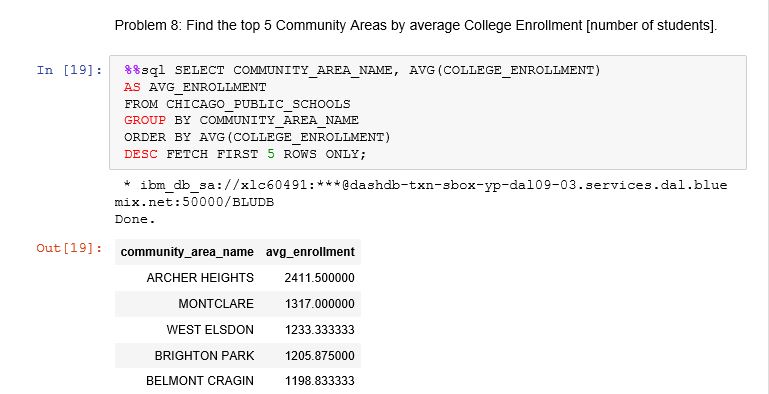 Problem 8: Find the top 5 Community Areas by average College Enrollment [number of students].
In [19]: %%sql SELECT COMMUNITY_AREA_NAME, AVG(COLLEGE_ENROLLMENT)
AS AVG_ENROLLMENT
FROM CHICAGO_PUBLIC_SCHOOLS
GROUP BY COMMUNITY_AREA_NAME
ORDER BY AVG(COLLEGE_ENROLLMENT)
DESC FETCH FIRST 5 ROWS ONLY;
* ibm_db_sa://xlc60491:***@dashdb-txn-sbox-yp-dal09-03.services.dal.blue
mix.net:50000/BLUDB
Done.
Out[19]: community_area_name avg_enrollment
ARCHER HEIGHTS 2411.500000
MONTCLARE 1317.000000
WEST ELSDON 1233.333333
BRIGHTON PARK 1205.875000
BELMONT CRAGIN 1198.833333